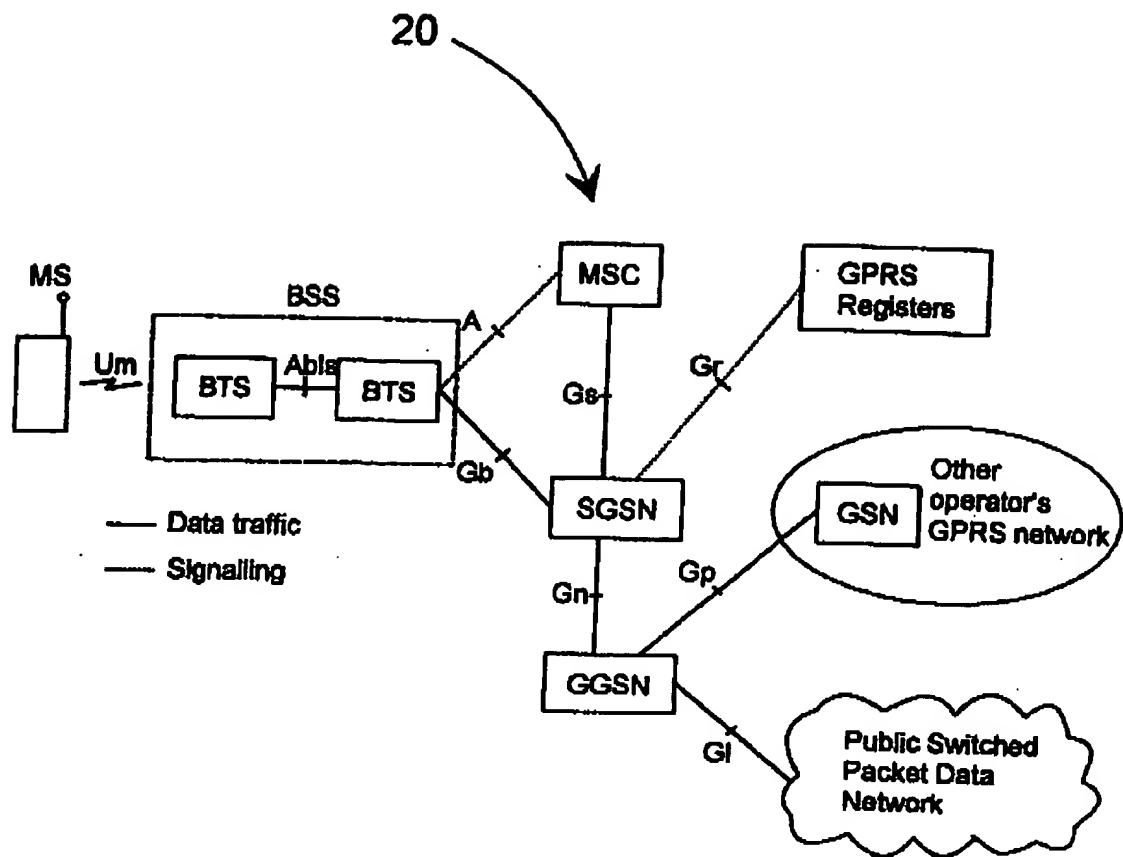 20
MS
Um
BSS
BTS
Abis
BTS
A
Gb
MSC
Gs
GPRS
Registers
Gr
SGSN
Data traffic
Signalling
Other
operator's
GPRS network
GSN
Gp
Gn
GGSN
Gi
Public Switched
Packet Data
Network